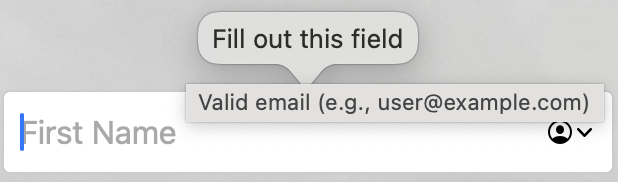 Fill out this field
Valid email (e.g., user@example.com)
First Name